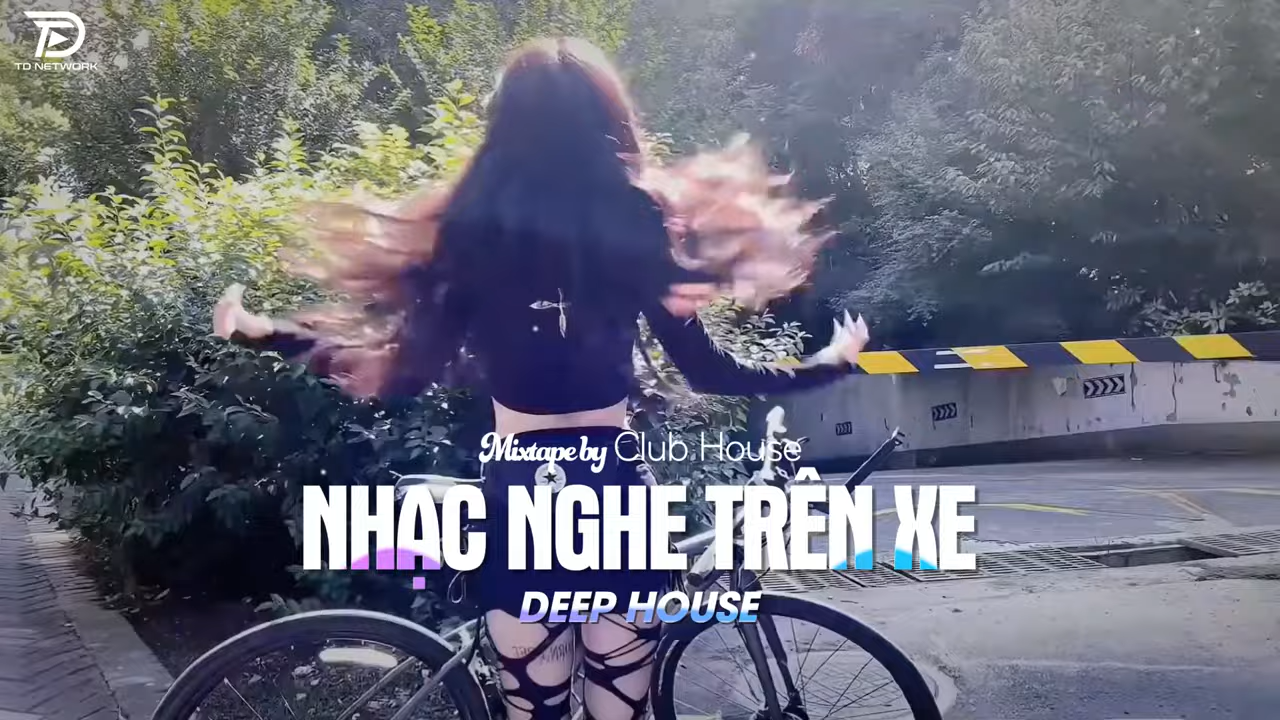 TD NETWORK
Mixtape by Club House
NHẠC NGHE TRÊN XE
DEEP HOUSE